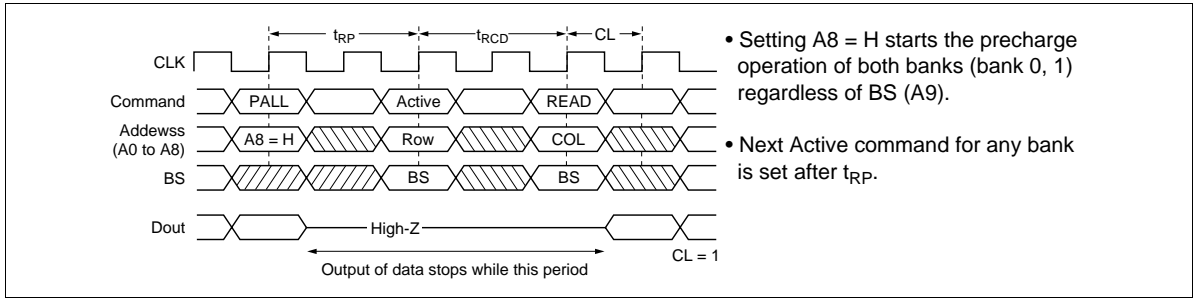 tRP
tRCD
CL
CLK
Command
PALL
Active
READ
Addewss
(A0 to A8)
A8 = H
Row
COL
BS
BS
BS
Dout
High-Z
CL = 1
Output of data stops while this period
• Setting A8 = H starts the precharge
operation of both banks (bank 0, 1)
regardless of BS (A9).
• Next Active command for any bank
is set after tRP.